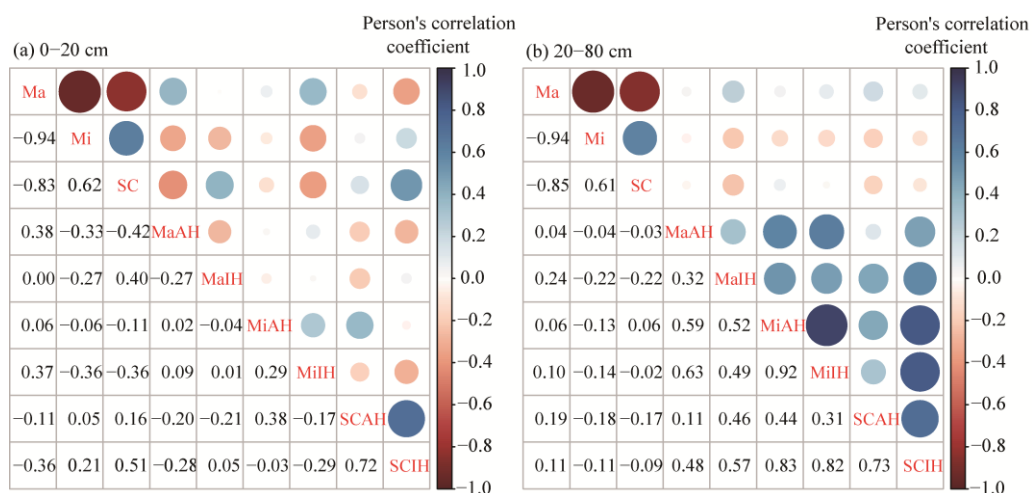 Person's correlation
coefficient
(a) 0−20 cm
Ma
−0.94 Mi
−0.83 0.62 SC
0.38 −0.33 −0.42 MaAH
0.00 −0.27 0.40 −0.27 MaIH
0.06 −0.06 −0.11 0.02 −0.04 MiAH
0.37 −0.36 −0.36 0.09 0.01 0.29 MiIH
−0.11 0.05 0.16 −0.20 −0.21 0.38 −0.17 SCAH
−0.36 0.21 0.51 −0.28 0.05 −0.03 −0.29 0.72 SCIH
1.0
0.8
0.6
0.4
0.2
0.0
−0.2
−0.4
−0.6
−0.8
−1.0
Person's correlation
coefficient
(b) 20−80 cm
Ma
−0.94 Mi
−0.85 0.61 SC
0.04 −0.04 −0.03 MaAH
0.24 −0.22 −0.22 0.32 MaIH
0.06 −0.13 0.06 0.59 0.52 MiAH
0.10 −0.14 −0.02 0.63 0.49 0.92 MiIH
0.19 −0.18 −0.17 0.11 0.46 0.44 0.31 SCAH
0.11 −0.11 −0.09 0.48 0.57 0.83 0.82 0.73 SCIH
1.0
0.8
0.6
0.4
0.2
0.0
−0.2
−0.4
−0.6
−0.8
−1.0